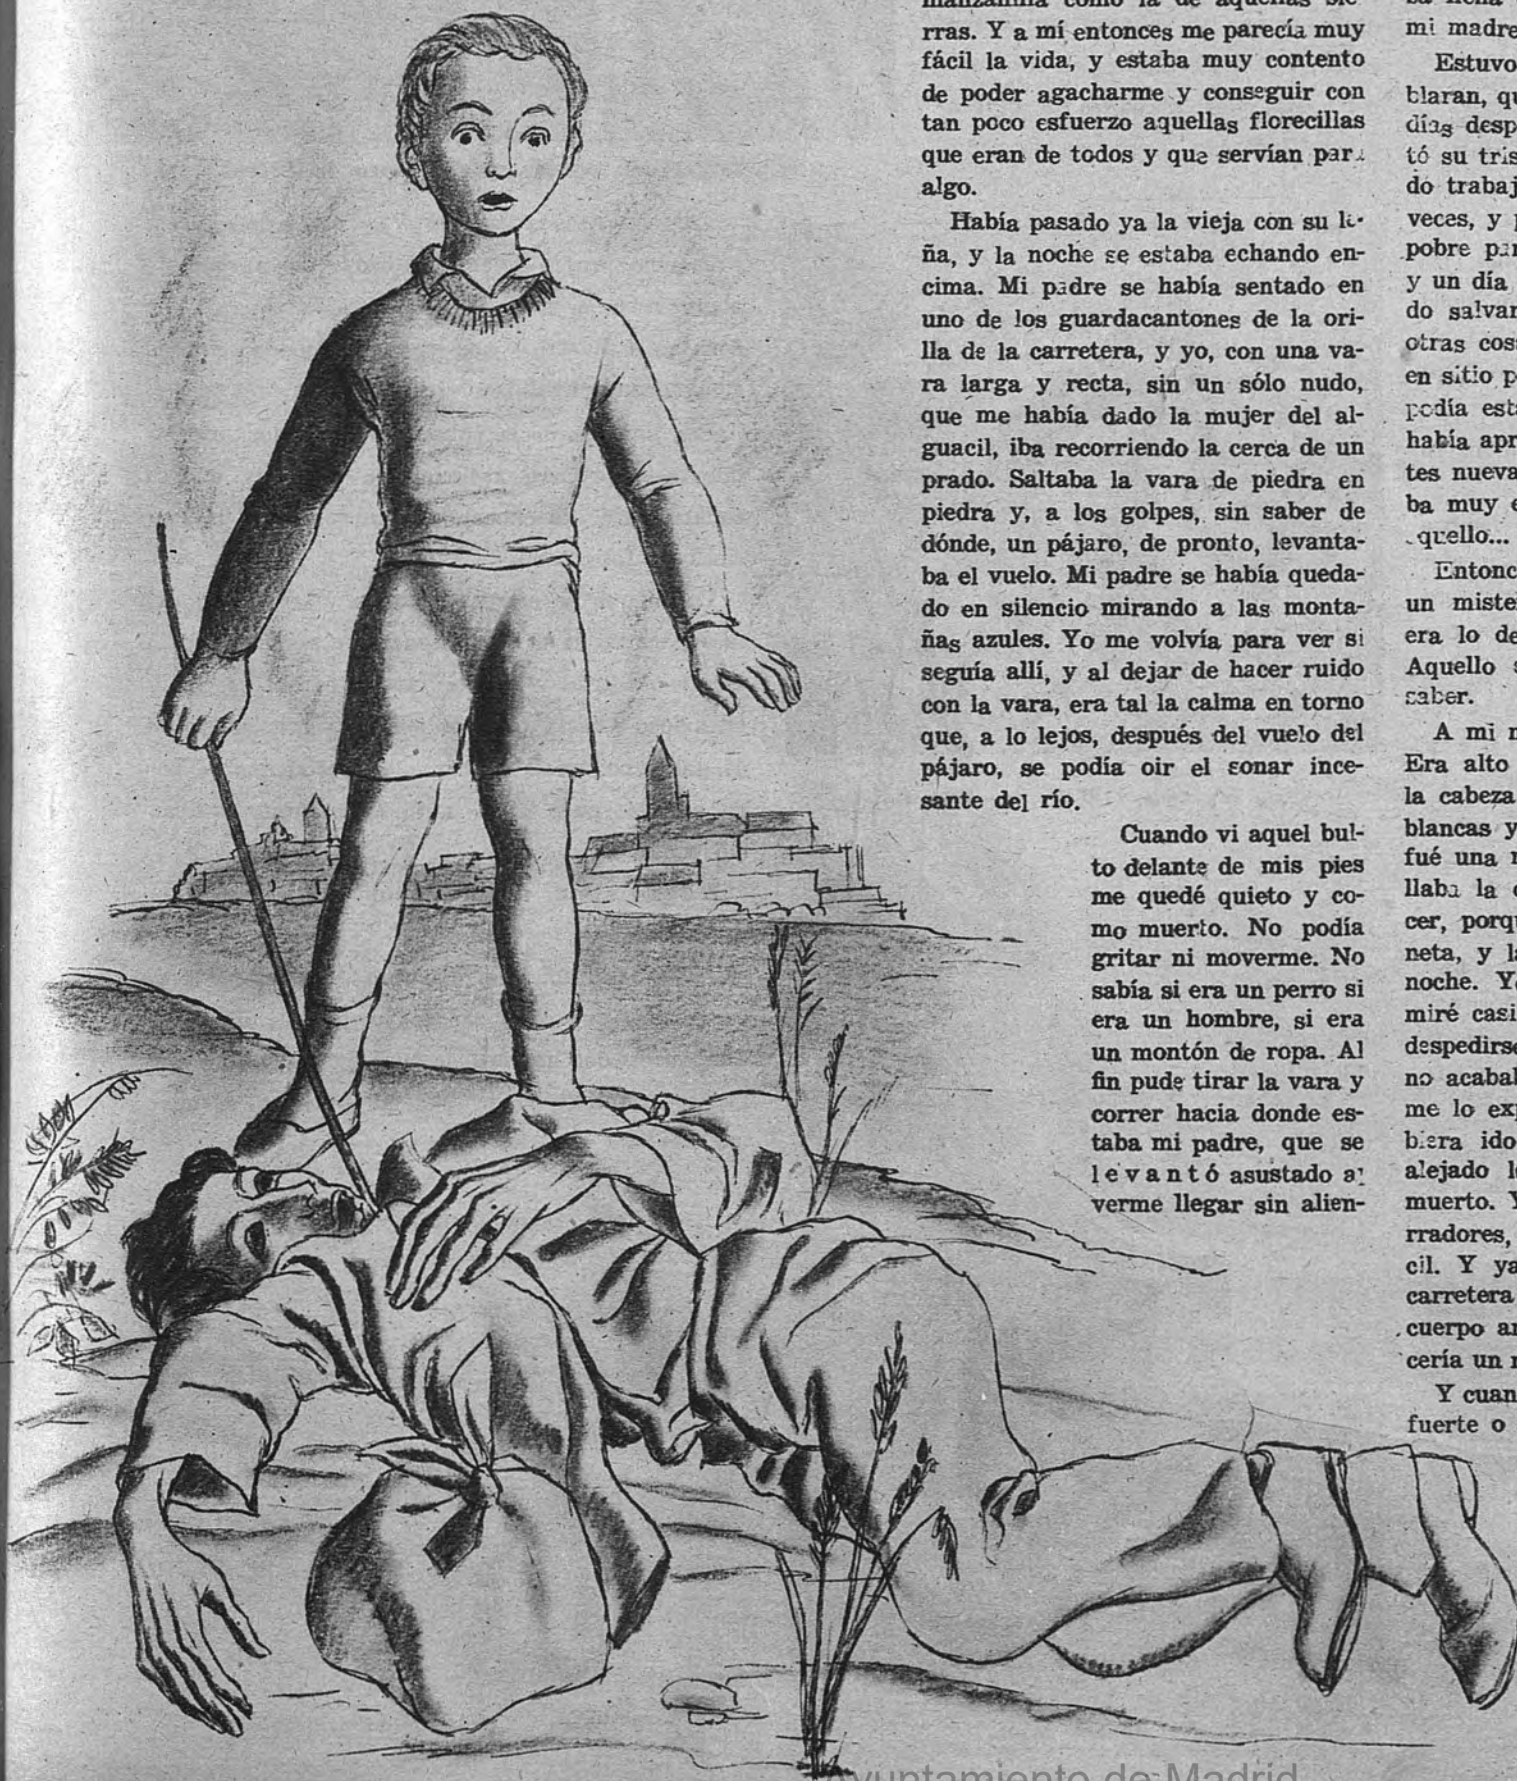 manzanilla como la de aquellas sie-
rras. Y a mí entonces me parecía muy
fácil la vida, y estaba muy contento
de poder agacharme y conseguir con
tan poco esfuerzo aquellas florecillas
que eran de todos y que servían para
algo.
Había pasado ya la vieja con su le-
ña, y la noche se estaba echando en-
cima. Mi padre se había sentado en
uno de los guardacantones de la ori-
lla de la carretera, y yo, con una va-
ra larga y recta, sin un sólo nudo,
que me había dado la mujer del al-
guacil, iba recorriendo la cerca de un
prado. Saltaba la vara de piedra en
piedra y, a los golpes, sin saber de
dónde, un pájaro, de pronto, levanta-
ba el vuelo. Mi padre se había queda-
do en silencio mirando a las monta-
ñas azules. Yo me volvía para ver si
seguía allí, y al dejar de hacer ruido
con la vara, era tal la calma en torno
que, a lo lejos, después del vuelo del
pájaro, se podía oir el sonar ince-
sante del río.
Cuando vi aquel bul-
to delante de mis pies
me quedé quieto y co-
mo muerto. No podía
gritar ni moverme. No
sabía si era un perro si
era un hombre, si era
un montón de ropa. Al
fin pude tirar la vara y
correr hacia donde es-
taba mi padre, que se
levantó asustado al
verme llegar sin alien-
mi madre
Estuvo
blaran, qu
días desp
tó su tris
do trabaj
veces, y p
pobre par
y un día
do salvar
otras cos
en sitio p
podía est
había apr
tes nueva
ba muy e
quello...
Entonc
un miste
era lo de
Aquello s
saber.
A mi m
Era alto
la cabeza
blancas y
fué una
llaba la
cer, porqu
neta, y la
noche. Y
miré casi
despedirse
no acabab
me lo exp
biera ido
alejado l
muerto. Y
rradores,
cil. Y ya
carretera
cuerpo ar
cería un
Y cuan
fuerte o
Ayuntamiento de Madrid